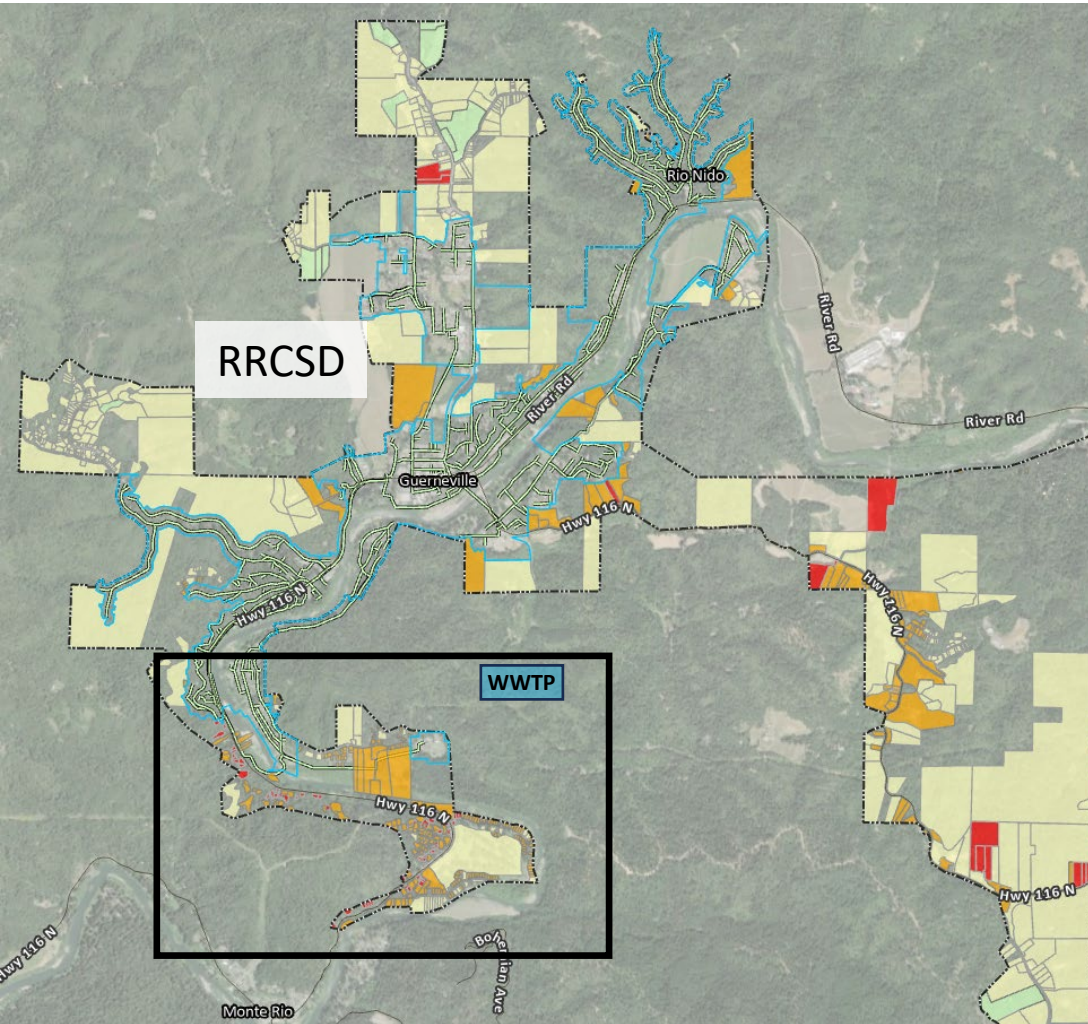 Rio Nido
River Rd
RRCSD
River Rd
River Rd
Guerneville
Hwy 116 N
Hwy 116 N
Hwy 116 N
WWTP
Hwy 116 N
Hwy 116 N
Hwy 116 N
Bohemian Ave
Monte Rio